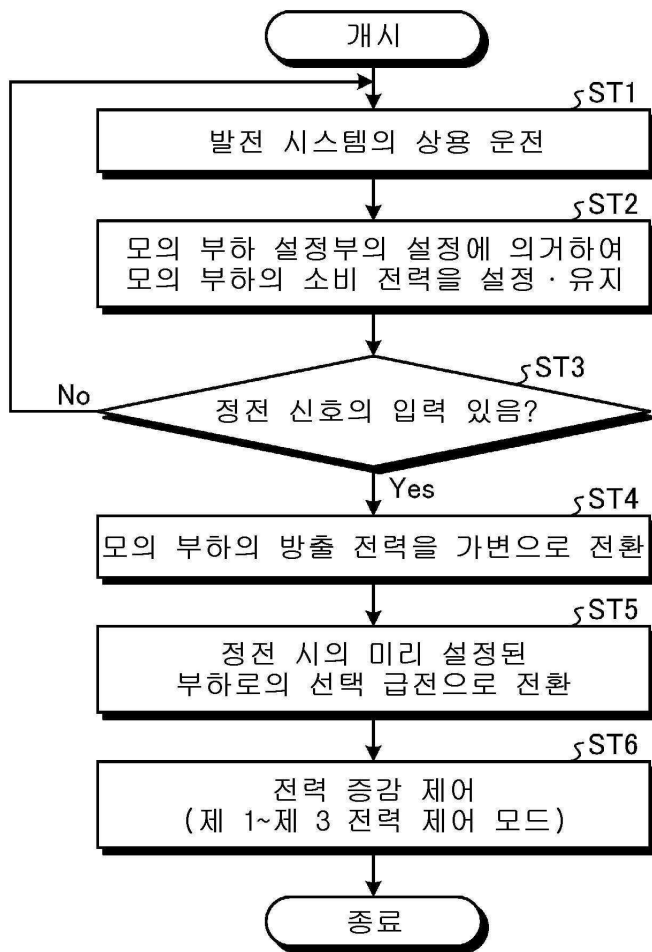 개시
ST1
발전 시스템의 상용 운전
ST2
모의 부하 설정부의 설정에 의거하여
모의 부하의 소비 전력을 설정 · 유지
ST3
No
정전 신호의 입력 있음?
Yes
ST4
모의 부하의 방출 전력을 가변으로 전환
ST5
정전 시의 미리 설정된
부하로의 선택 급전으로 전환
ST6
전력 증감 제어
(제 1~제 3 전력 제어 모드)
종료